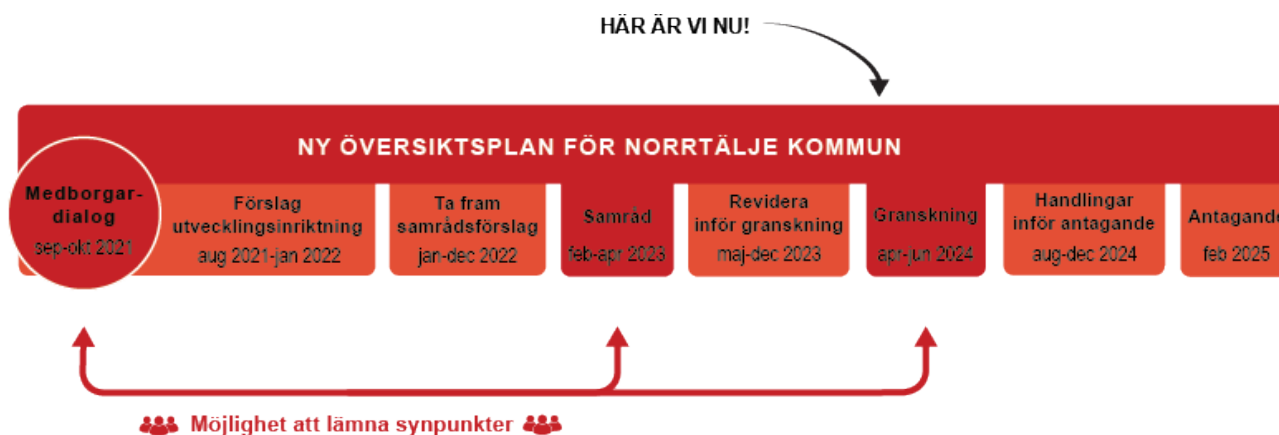 HÄR ÄR VI NU!
NY ÖVERSIKTSPLAN FÖR NORRTÄLJE KOMMUN
Medborgar-
dialog
sep-okt 2021
Förslag
utvecklingsinriktning
aug 2021-jan 2022
Ta fram
samrådsförslag
jan-dec 2022
Samråd
feb-apr 2023
Revidera
inför granskning
maj-dec 2023
Granskning
apr-jun 2024
Handlingar
inför antagande
aug-dec 2024
Antagande
feb 2025
Möjlighet att lämna synpunkter